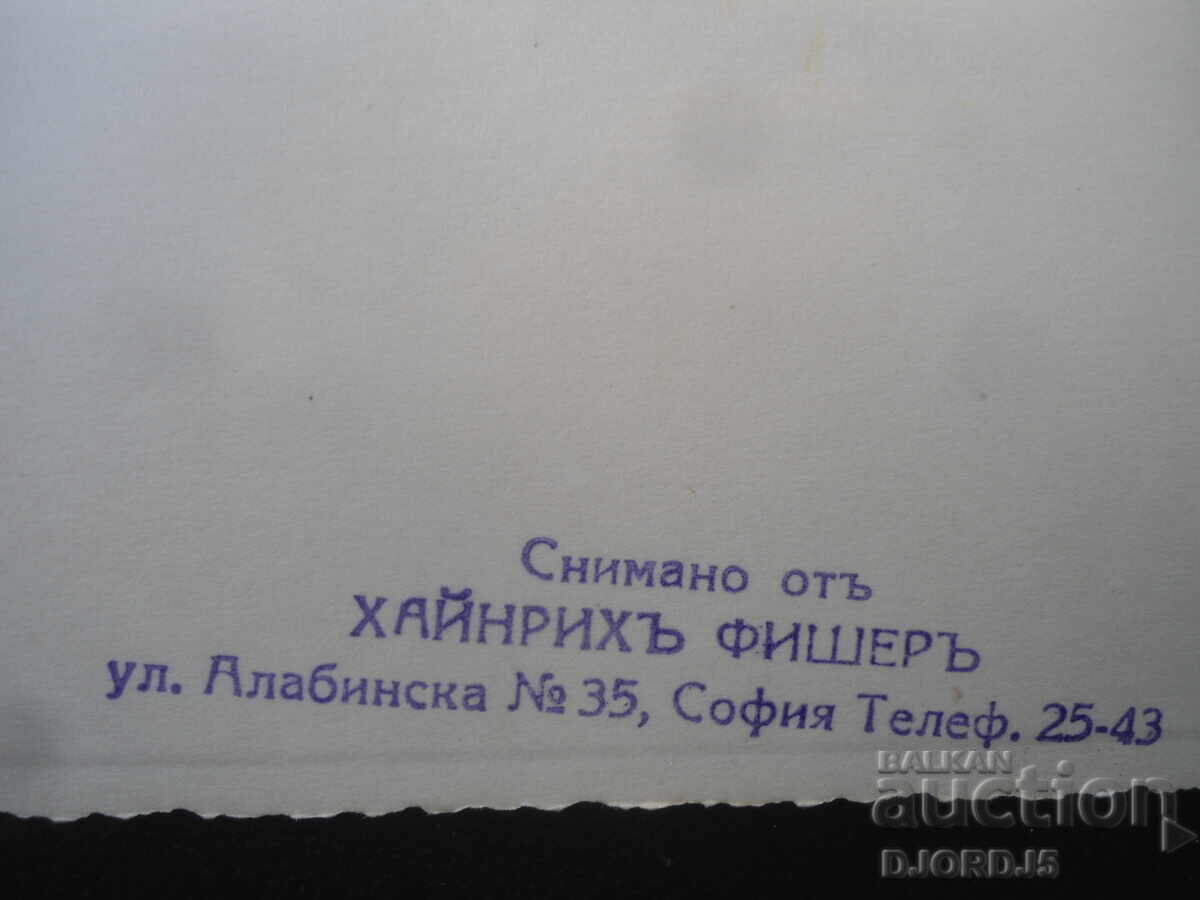 Снимано отъ
ХАЙНРИХЪ ФИШЕРЪ
ул. Алабинска № 35, София Телеф. 25-43
BALKAN
auction
DJORDJ5